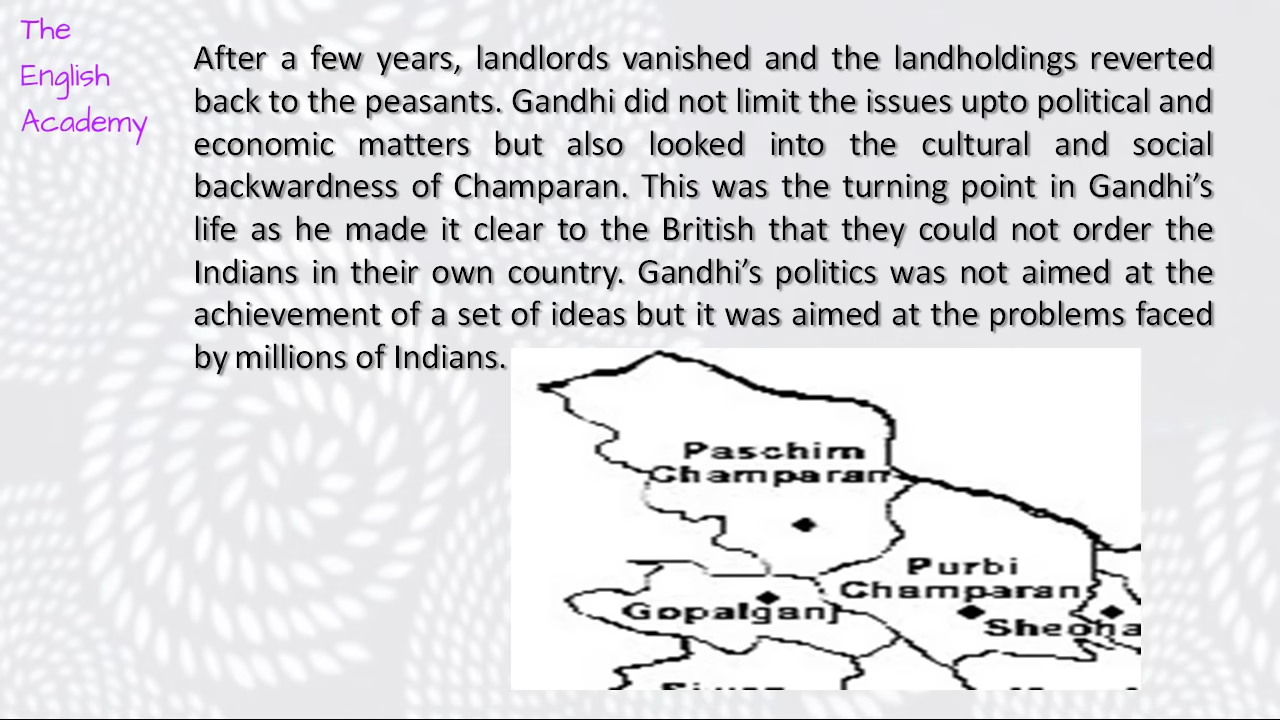 The
English
Academy
After a few years, landlords vanished and the landholdings reverted
back to the peasants. Gandhi did not limit the issues upto political and
economic matters but also looked into the cultural and social
backwardness of Champaran. This was the turning point in Gandhi’s
life as he made it clear to the British that they could not order the
Indians in their own country. Gandhi’s politics was not aimed at the
achievement of a set of ideas but it was aimed at the problems faced
by millions of Indians.
Paschim
Champaran
Purbi
Champaran
Gopalganj
Sheoha